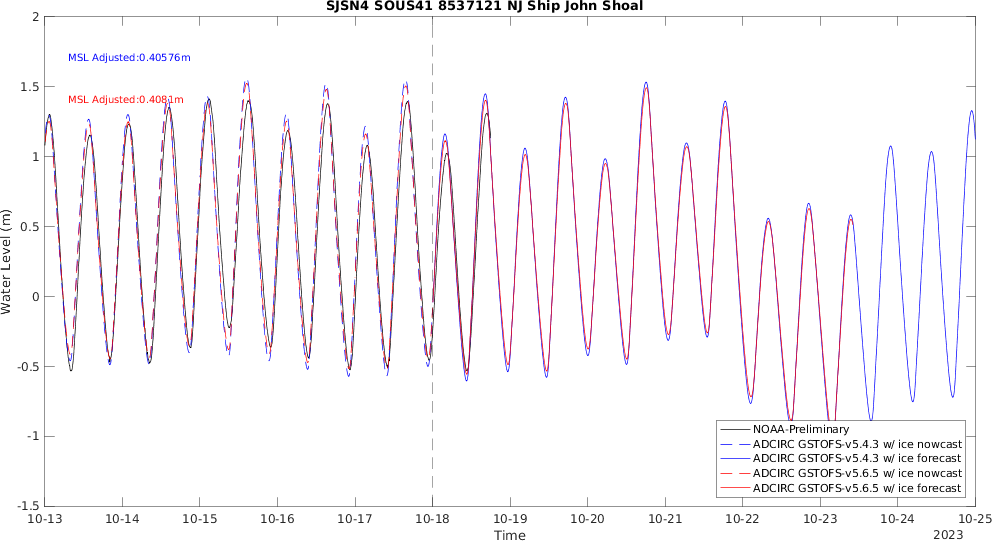 SJSN4 SOUS41 8537121 NJ Ship John Shoal
MSL Adjusted:0.40576m
MSL Adjusted:0.4081m
Water Level (m)
2
1.5
1
0.5
0
-0.5
-1
-1.5
NOAA-Preliminary
ADCIRC GSTOFS-v5.4.3 w/ ice nowcast
ADCIRC GSTOFS-v5.4.3 w/ ice forecast
ADCIRC GSTOFS-v5.6.5 w/ ice nowcast
ADCIRC GSTOFS-v5.6.5 w/ ice forecast
10-13 10-14 10-15 10-16 10-17 10-18 10-19 10-20 10-21 10-22 10-23 10-24 10-25
Time
2023